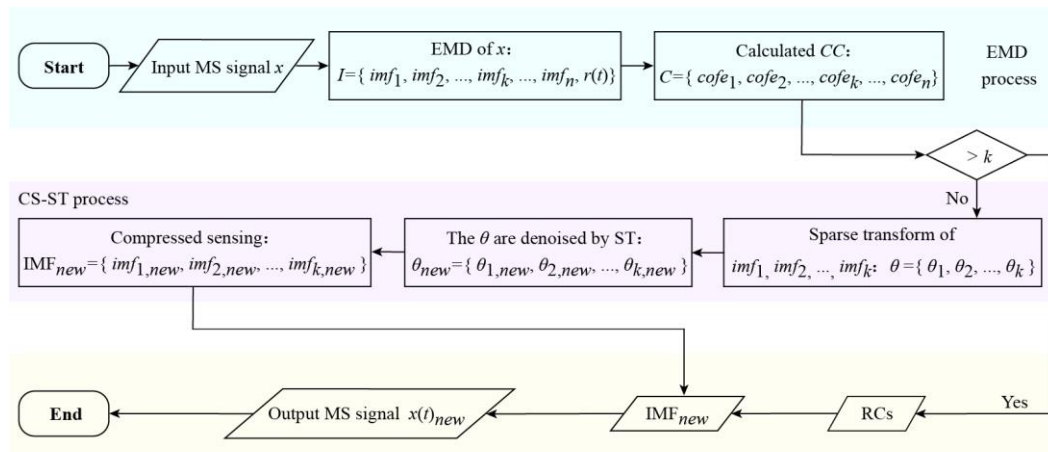 Start
Input MS signal x
EMD of x:
I={ imf1, imf2, ..., imfk, ..., imfn, r(t)}
Calculated CC:
C={ cofe1, cofe2, ..., cofek, ..., cofen}
EMD
process
> k
No
CS-ST process
Compressed sensing:
IMFnew={ imf1,new, imf2,new, ..., imfk,new }
The θ are denoised by ST:
θnew={ θ1,new, θ2,new, ..., θk,new }
Sparse transform of
imf1, imf2, ..., imfk: θ={ θ1, θ2, ..., θk }
End
Output MS signal x(t)new
IMFnew
RCs
Yes